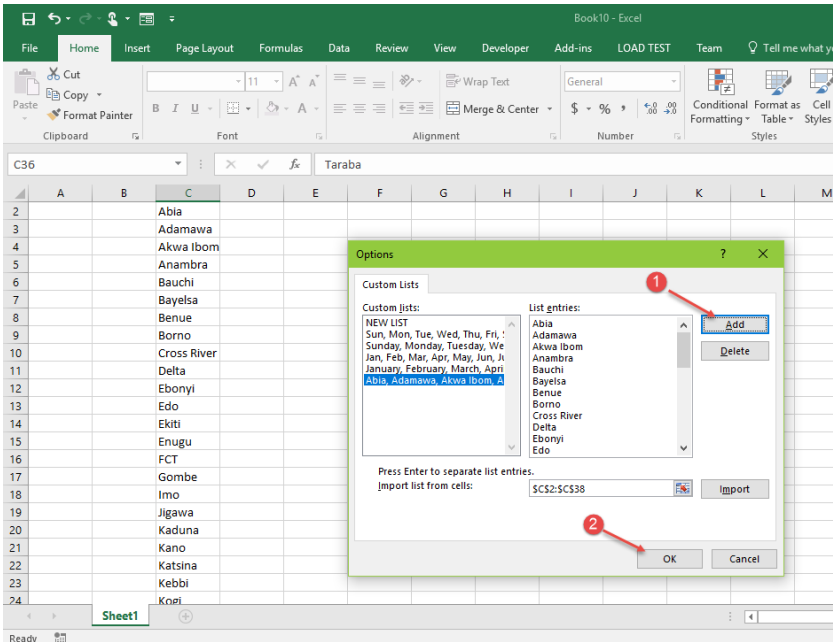 Book10 - Excel
File Home Insert Page Layout Formulas Data Review View Developer Add-ins LOAD TEST Team Tell me what y
Cut
Copy
Paste
Format Painter
11 A A
B I U A
Wrap Text
Merge & Center
General
$ % ,
Conditional Formatting
Format as Table
Cell Styles
Clipboard Font Alignment Number Styles
C36 fx Taraba
A B C D E F G H I J K L M
2 Abia
3 Adamawa
4 Akwa Ibom
5 Anambra
6 Bauchi
7 Bayelsa
8 Benue
9 Borno
10 Cross River
11 Delta
12 Ebonyi
13 Edo
14 Ekiti
15 Enugu
16 FCT
17 Gombe
18 Imo
19 Jigawa
20 Kaduna
21 Kano
22 Katsina
23 Kebbi
24 Kogi
Options ? X
Custom Lists
Custom lists:
NEW LIST
Sun, Mon, Tue, Wed, Thu, Fri,
Sunday, Monday, Tuesday, We
Jan, Feb, Mar, Apr, May, Jun, Ju
January, February, March, Apri
Abia, Adamawa, Akwa Ibom, A
List entries:
Abia
Adamawa
Akwa Ibom
Anambra
Bauchi
Bayelsa
Benue
Borno
Cross River
Delta
Ebonyi
Edo
1
Add
Delete
Press Enter to separate list entries.
Import list from cells: $C$2:$C$38 Import
2
OK Cancel
Sheet1
Ready